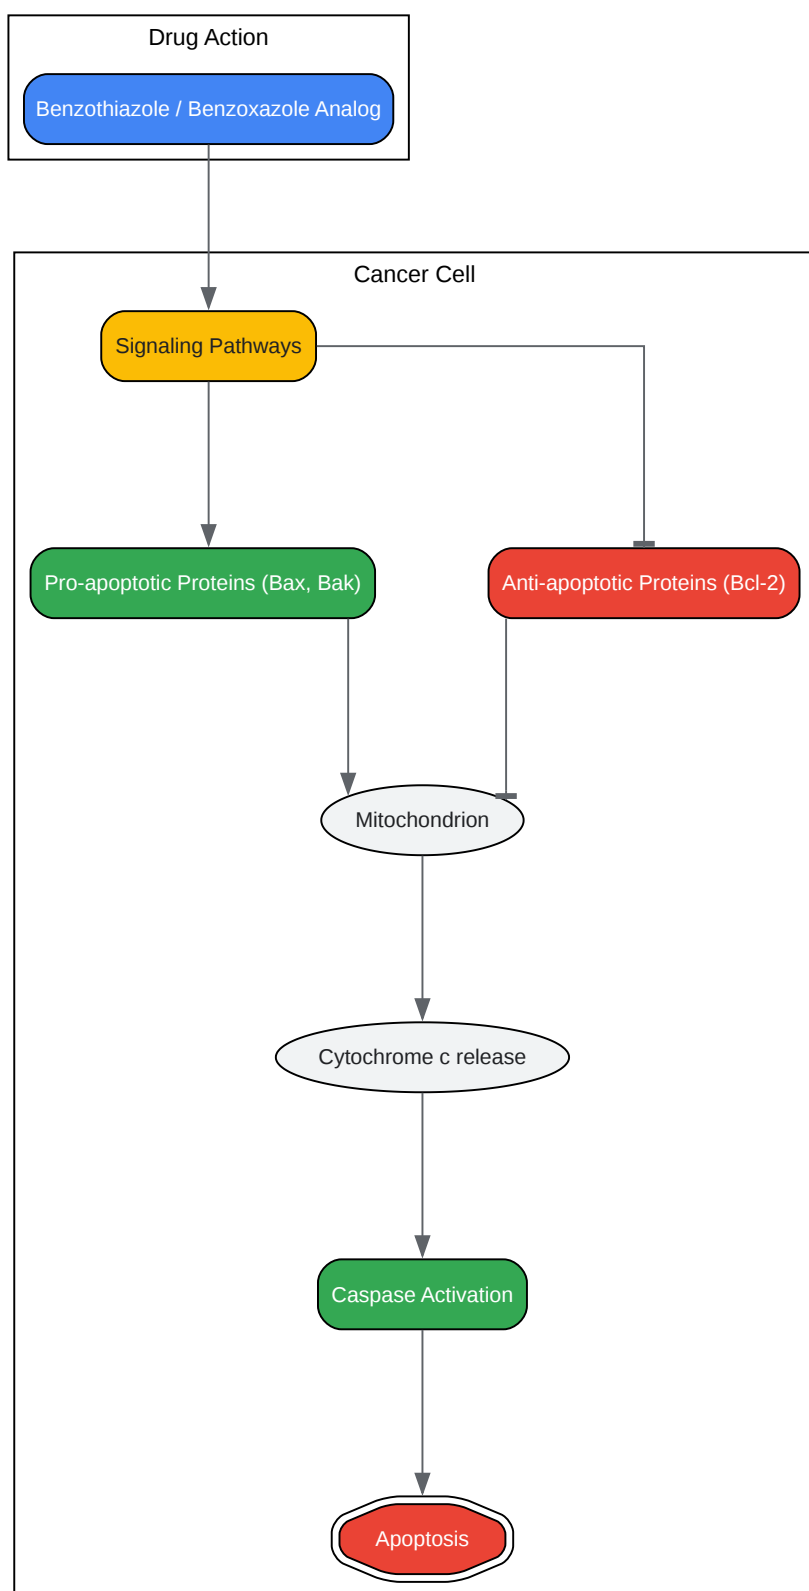 Drug Action
Benzothiazole / Benzoxazole Analog
Cancer Cell
Signaling Pathways
Pro-apoptotic Proteins (Bax, Bak)
Anti-apoptotic Proteins (Bcl-2)
Mitochondrion
Cytochrome c release
Caspase Activation
Apoptosis